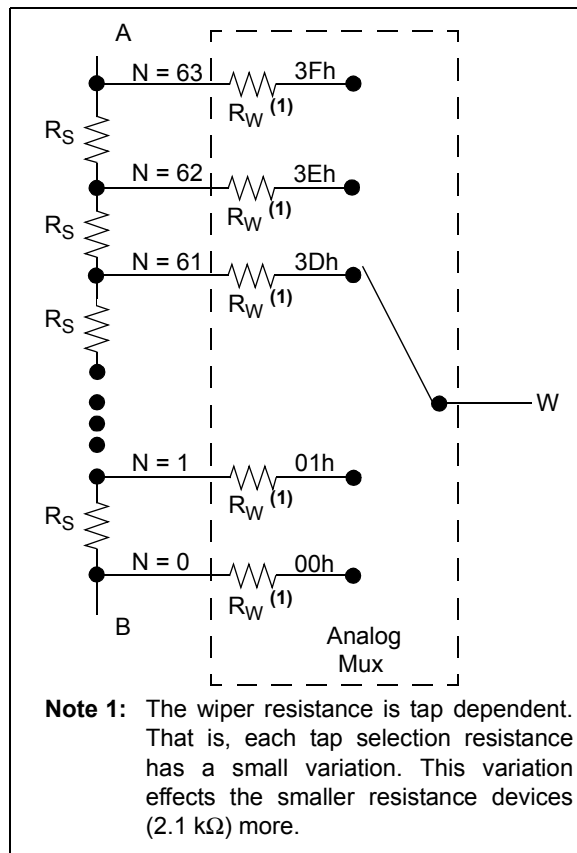 A
N = 63 3Fh
RW (1)
RS
N = 62 3Eh
RW (1)
RS
N = 61 3Dh
RW (1)
RS
W
N = 1 01h
RW (1)
RS
N = 0 00h
RW (1)
B
Analog
Mux
Note 1: The wiper resistance is tap dependent.
That is, each tap selection resistance
has a small variation. This variation
effects the smaller resistance devices
(2.1 kΩ) more.